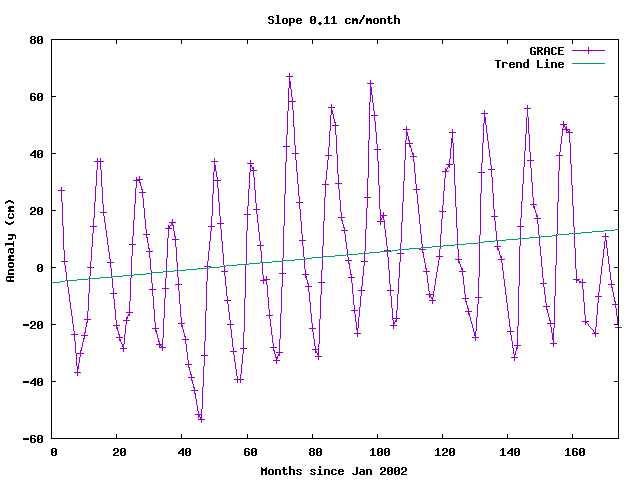 Slope 0.11 cm/month
GRACE
Trend Line
80
60
40
20
0
-20
-40
-60
Anomaly (cm)
0 20 40 60 80 100 120 140 160
Months since Jan 2002